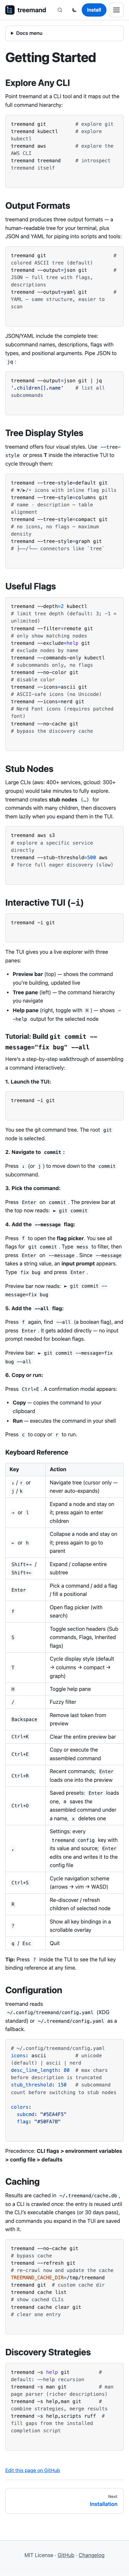 treemand
Install
Docs menu
Getting Started
Explore Any CLI
Point treemand at a CLI tool and it maps out the
full command hierarchy:
treemand git # explore git
treemand kubectl # explore
kubectl
treemand aws # explore the
AWS CLI
treemand treemand # introspect
treemand itself
Output Formats
treemand produces three output formats — a
human-readable tree for your terminal, plus
JSON and YAML for piping into scripts and tools:
treemand git #
colored ASCII tree (default)
treemand --output=json git #
JSON — full tree with flags,
descriptions
treemand --output=yaml git #
YAML — same structure, easier to
scan
JSON/YAML include the complete tree:
subcommand names, descriptions, flags with
types, and positional arguments. Pipe JSON to
jq :
treemand --output=json git | jq
'.children[].name' # list all
subcommands
Tree Display Styles
treemand offers four visual styles. Use --tree-
style or press T inside the interactive TUI to
cycle through them:
treemand --tree-style=default git
# ▼/▶/• icons with inline flag pills
treemand --tree-style=columns git
# name · description — table
alignment
treemand --tree-style=compact git
# no icons, no flags — maximum
density
treemand --tree-style=graph git
# ├──/└── connectors like `tree`
Useful Flags
treemand --depth=2 kubectl
# limit tree depth (default: 3; -1 =
unlimited)
treemand --filter=remote git
# only show matching nodes
treemand --exclude=help git
# exclude nodes by name
treemand --commands-only kubectl
# subcommands only, no flags
treemand --no-color git
# disable color
treemand --icons=ascii git
# ASCII-safe icons (no Unicode)
treemand --icons=nerd git
# Nerd Font icons (requires patched
font)
treemand --no-cache git
# bypass the discovery cache
Stub Nodes
Large CLIs (aws: 400+ services; gcloud: 300+
groups) would take minutes to fully explore.
treemand creates stub nodes (…) for
commands with many children, then discovers
them lazily when you expand them in the TUI.
treemand aws s3
# explore a specific service
directly
treemand --stub-threshold=500 aws
# force full eager discovery (slow)
Interactive TUI (-i)
treemand -i git
The TUI gives you a live explorer with three
panes:
Preview bar (top) — shows the command
you're building, updated live
Tree pane (left) — the command hierarchy
you navigate
Help pane (right, toggle with H ) — shows -
-help output for the selected node
Tutorial: Build git commit --
message="fix bug" --all
Here's a step-by-step walkthrough of assembling
a command interactively:
1. Launch the TUI:
treemand -i git
You see the git command tree. The root git
node is selected.
2. Navigate to commit :
Press ↓ (or j ) to move down to the commit
subcommand.
3. Pick the command:
Press Enter on commit . The preview bar at
the top now reads: ► git commit
4. Add the --message flag:
Press f to open the flag picker. You see all
flags for git commit . Type mess to filter, then
press Enter on --message . Since --message
takes a string value, an input prompt appears.
Type fix bug and press Enter .
Preview bar now reads: ► git commit --
message=fix bug
5. Add the --all flag:
Press f again, find --all (a boolean flag), and
press Enter . It gets added directly — no input
prompt needed for boolean flags.
Preview bar: ► git commit --message=fix
bug --all
6. Copy or run:
Press Ctrl+E . A confirmation modal appears:
Copy — copies the command to your
clipboard
Run — executes the command in your shell
Press c to copy or r to run.
Keyboard Reference
Key Action
↓ / ↑ or
j / k
Navigate tree (cursor only —
never auto-expands)
→ or l
Expand a node and stay on
it; press again to enter
children
← or h
Collapse a node and stay on
it; press again to go to
parent
Shift+→ /
Shift+←
Expand / collapse entire
subtree
Enter
Pick a command / add a flag
/ fill a positional
f
Open flag picker (with
search)
S
Toggle section headers (Sub
commands, Flags, Inherited
flags)
T
Cycle display style (default
→ columns → compact →
graph)
H Toggle help pane
/ Fuzzy filter
Backspace
Remove last token from
preview
Ctrl+K Clear the entire preview bar
Ctrl+E
Copy or execute the
assembled command
Ctrl+R
Recent commands; Enter
loads one into the preview
Ctrl+O
Saved presets: Enter loads
one, a saves the
assembled command under
a name, x deletes one
,
Settings: every
treemand config key with
its value and source; Enter
edits one and writes it to the
config file
Ctrl+S
Cycle navigation scheme
(arrows → vim → WASD)
R
Re-discover / refresh
children of selected node
?
Show all key bindings in a
scrollable overlay
q / Esc Quit
Tip: Press ? inside the TUI to see the full key
binding reference at any time.
Configuration
treemand reads
~/.config/treemand/config.yaml (XDG
standard) or ~/.treemand/config.yaml as a
fallback.
# ~/.config/treemand/config.yaml
icons: ascii # unicode
(default) | ascii | nerd
desc_line_length: 80 # max chars
before description is truncated
stub_threshold: 150 # subcommand
count before switching to stub nodes
colors:
subcmd: "#5EA4F5"
flag: "#50FA7B"
Precedence: CLI flags > environment variables
> config file > defaults
Caching
Results are cached in ~/.treemand/cache.db ,
so a CLI is crawled once: the entry is reused until
the CLI's executable changes (or 30 days pass),
and commands you expand in the TUI are saved
with it.
treemand --no-cache git
# bypass cache
treemand --refresh git
# re-crawl now and update the cache
TREEMAND_CACHE_DIR=/tmp/treemand
treemand git # custom cache dir
treemand cache list
# show cached CLIs
treemand cache clear git
# clear one entry
Discovery Strategies
treemand -s help git #
default: --help recursion
treemand -s man git # man
page parser (richer descriptions)
treemand -s help,man git #
combine strategies, merge results
treemand -s help,scripts ruff #
fill gaps from the installed
completion script
Edit this page on GitHub
Next
Installation
MIT License · GitHub · Changelog